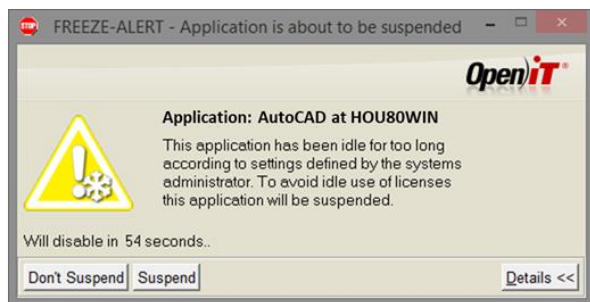 STOP!
FREEZE-ALERT - Application is about to be suspended
Open iT®
Application: AutoCAD at HOU80WIN
This application has been idle for too long
according to settings defined by the systems
administrator. To avoid idle use of licenses
this application will be suspended.
Will disable in 54 seconds..
Don't Suspend Suspend Details <<